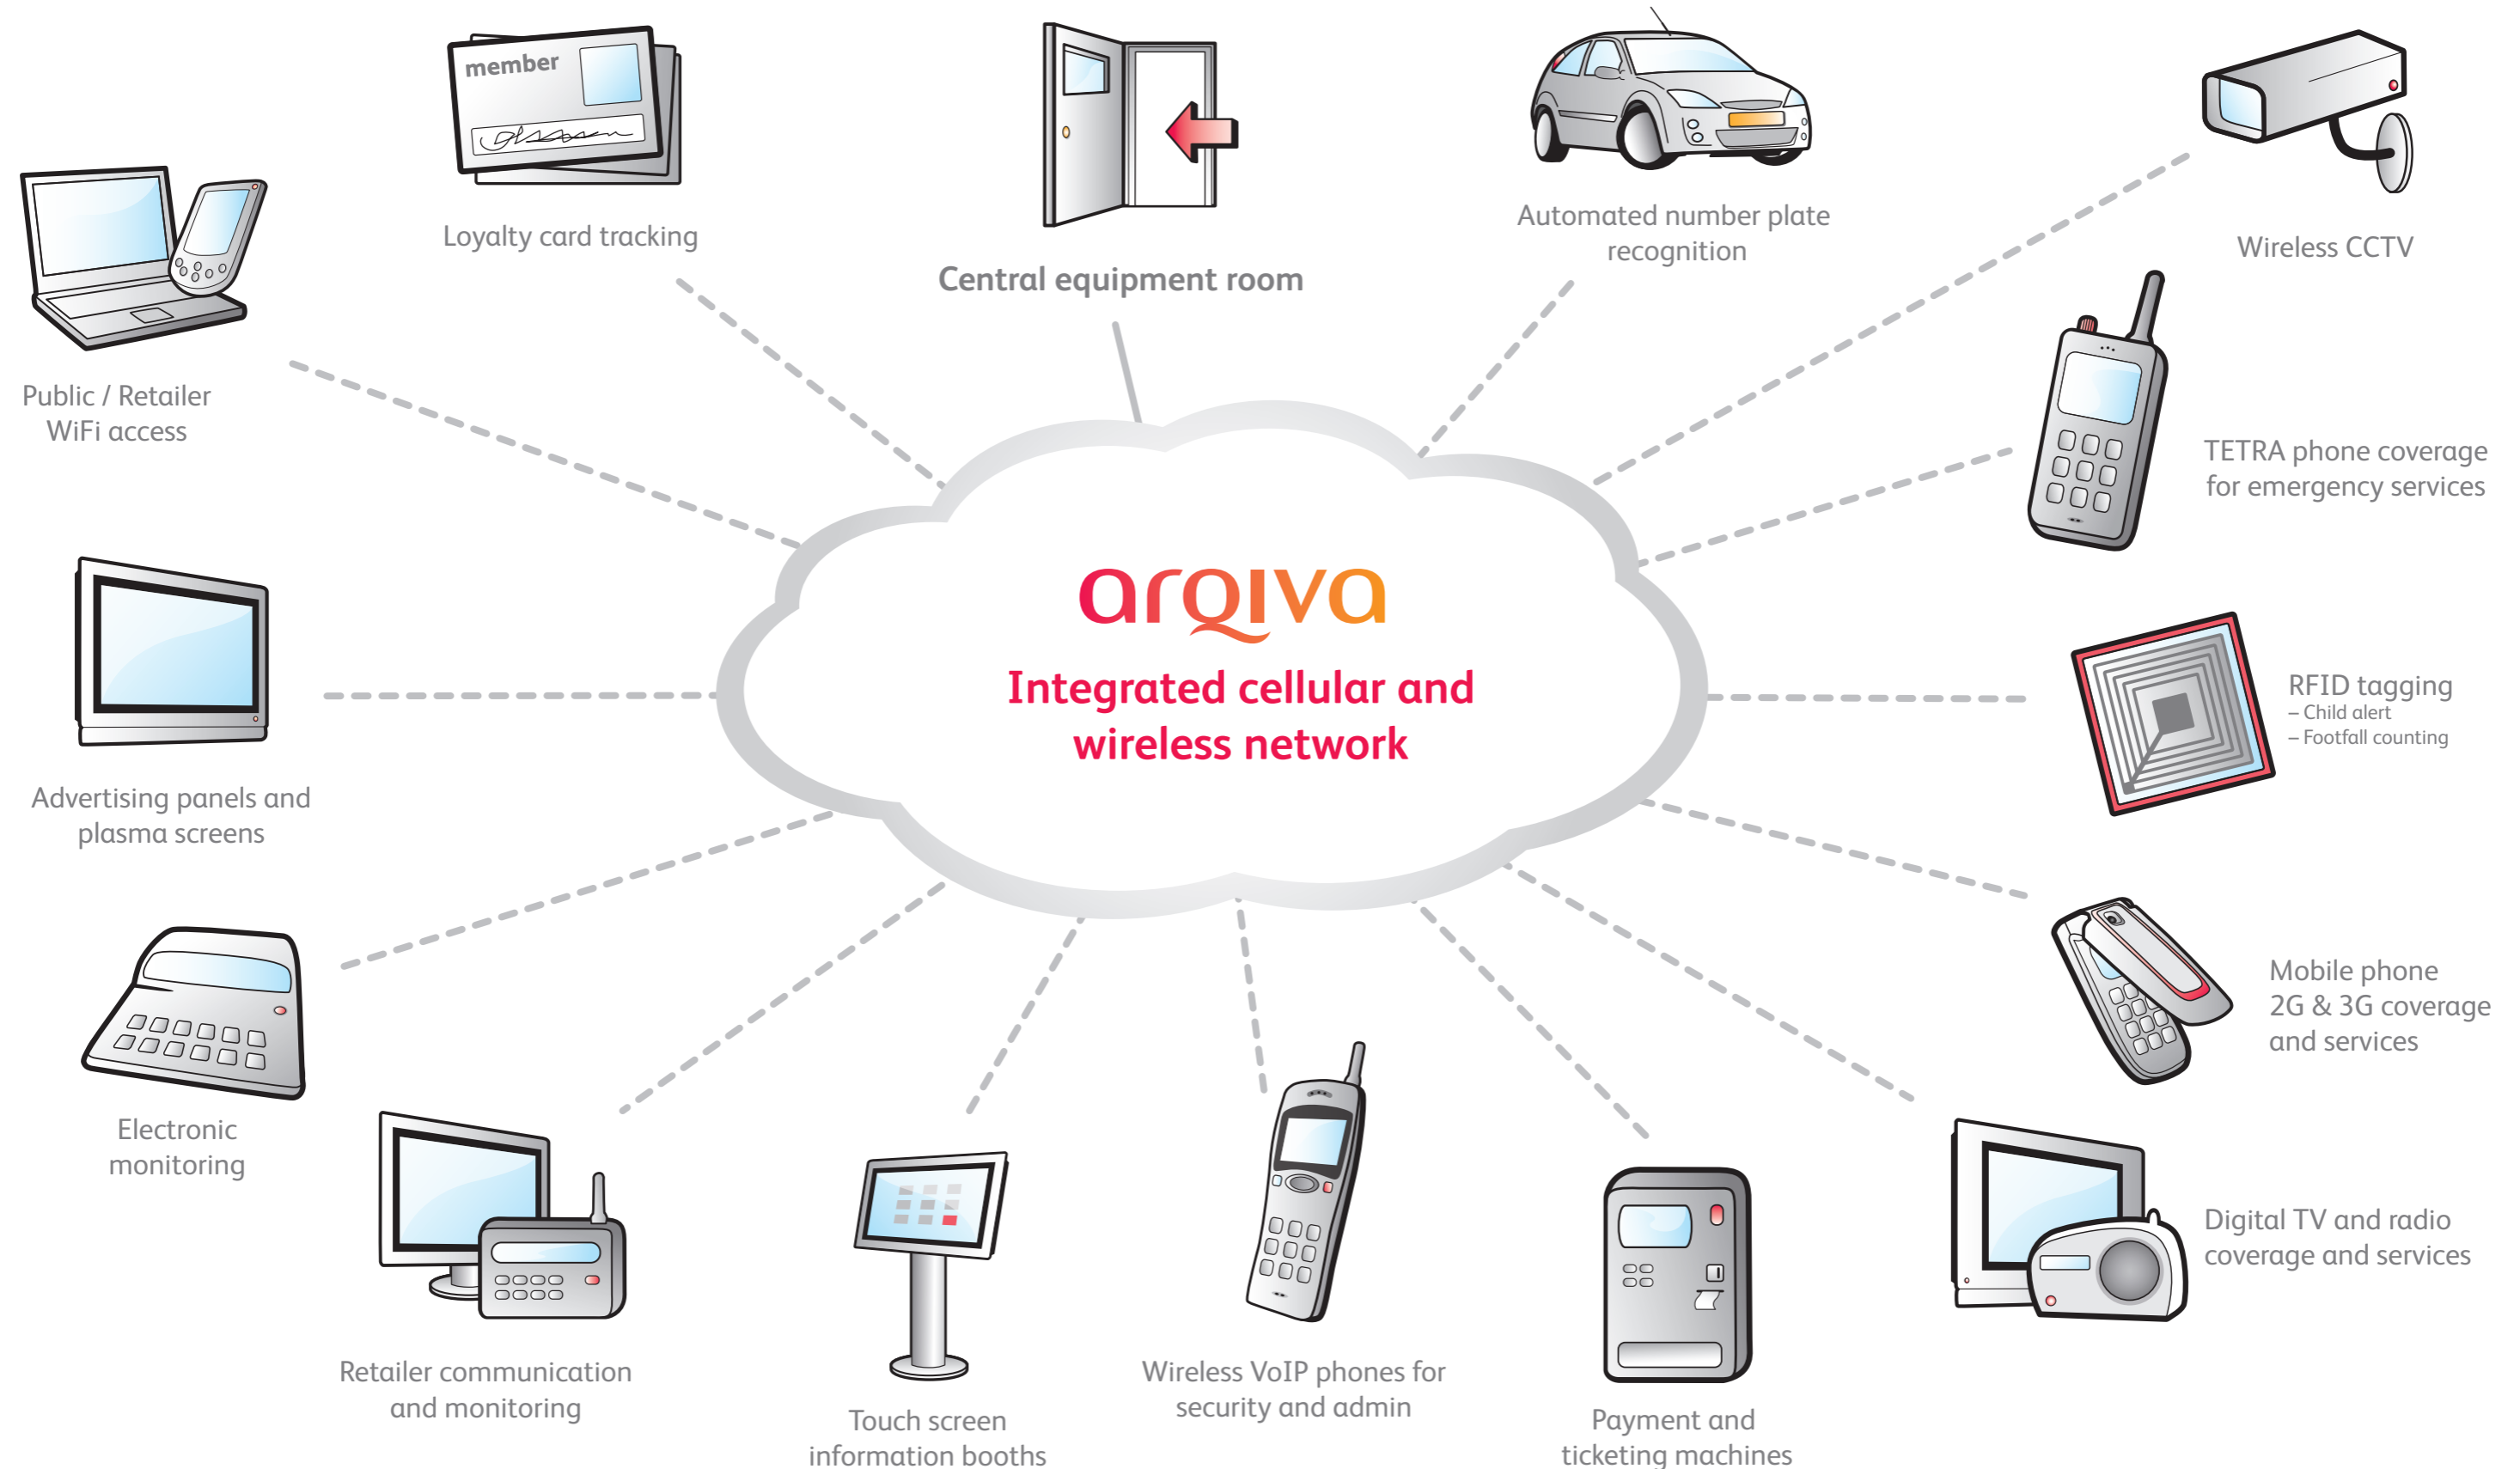 member
Loyalty card tracking
Central equipment room
Automated number plate
recognition
Wireless CCTV
Public / Retailer
WiFi access
TETRA phone coverage
for emergency services
arqiva
Integrated cellular and
wireless network
RFID tagging
– Child alert
– Footfall counting
Advertising panels and
plasma screens
Mobile phone
2G & 3G coverage
and services
Electronic
monitoring
Digital TV and radio
coverage and services
Retailer communication
and monitoring
Touch screen
information booths
Wireless VoIP phones for
security and admin
Payment and
ticketing machines